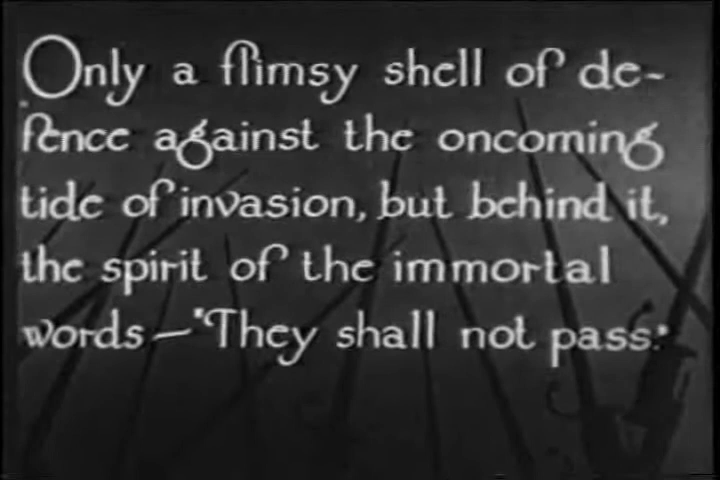 Only a flimsy shell of de-
fence against the oncoming
tide of invasion, but behind it,
the spirit of the immortal
words—"They shall not pass."